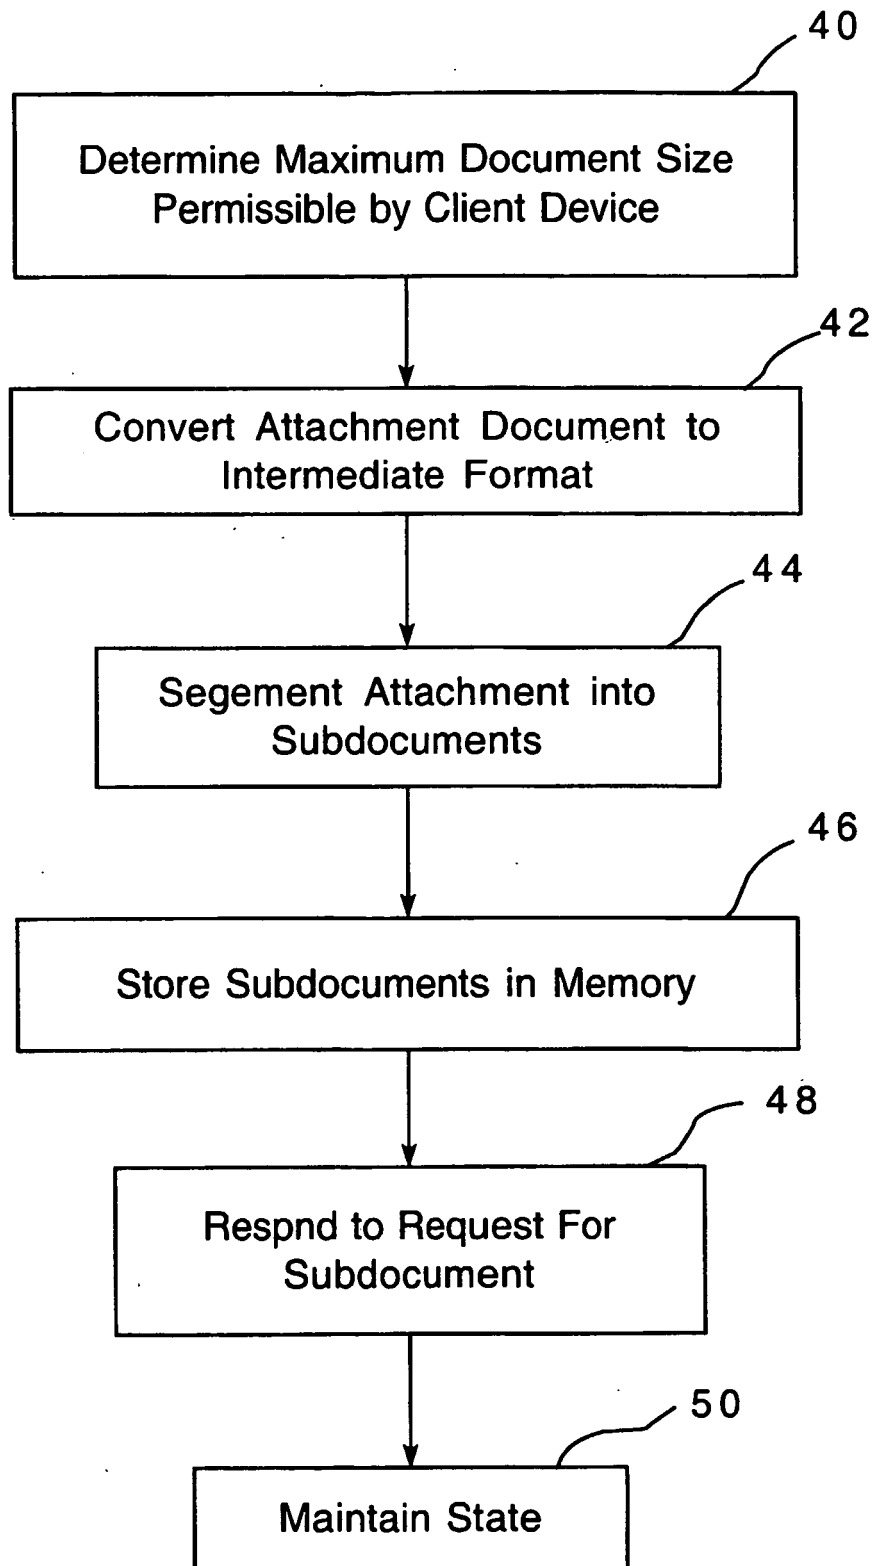 40
Determine Maximum Document Size
Permissible by Client Device
42
Convert Attachment Document to
Intermediate Format
44
Segement Attachment into
Subdocuments
46
Store Subdocuments in Memory
48
Respnd to Request For
Subdocument
50
Maintain State